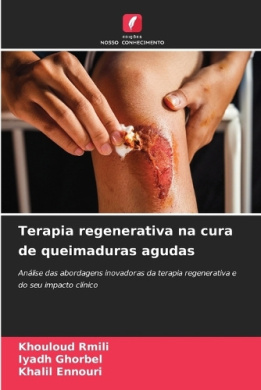 edições
NOSSO CONHECIMENTO
Terapia regenerativa na cura
de queimaduras agudas
Análise das abordagens inovadoras da terapia regenerativa e
do seu impacto clínico
Khouloud Rmili
Iyadh Ghorbel
Khalil Ennouri